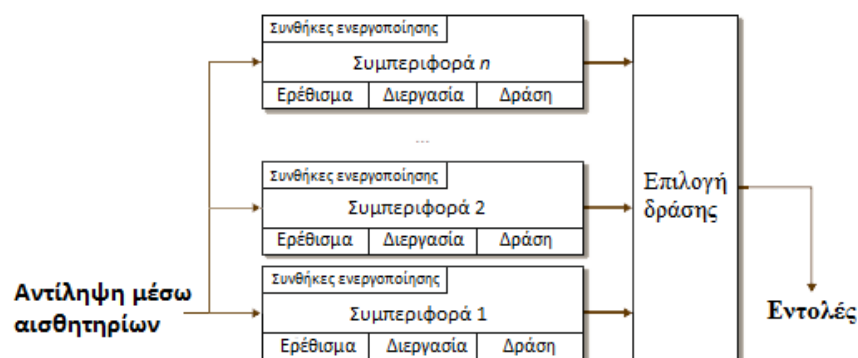 Συνθήκες ενεργοποίησης
Συμπεριφορά n
Ερέθισμα Διεργασία Δράση
...
Συνθήκες ενεργοποίησης
Συμπεριφορά 2
Ερέθισμα Διεργασία Δράση
Συνθήκες ενεργοποίησης
Συμπεριφορά 1
Ερέθισμα Διεργασία Δράση
Αντίληψη μέσω
αισθητηρίων
Επιλογή
δράσης
Εντολές